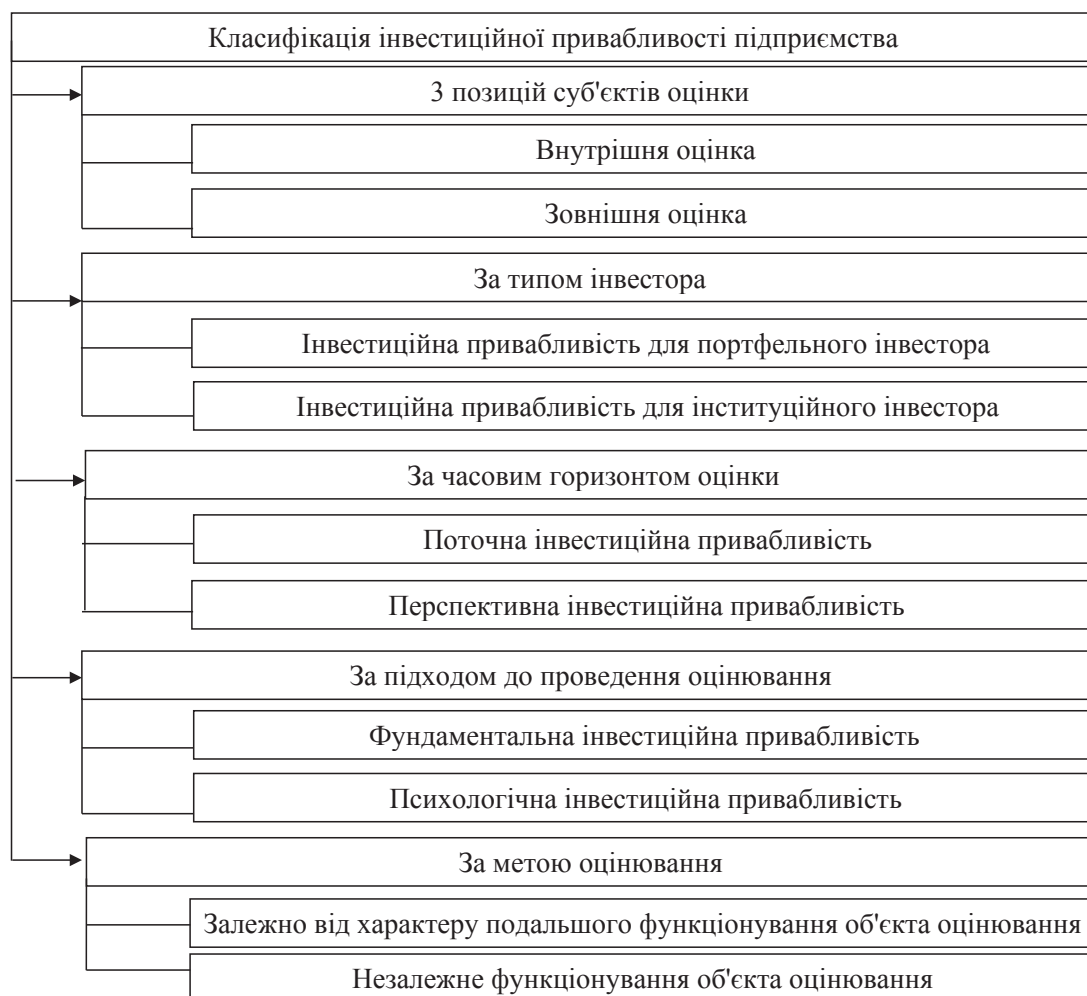 Класифікація інвестиційної привабливості підприємства
З позицій суб'єктів оцінки
Внутрішня оцінка
Зовнішня оцінка
За типом інвестора
Інвестиційна привабливість для портфельного інвестора
Інвестиційна привабливість для інституційного інвестора
За часовим горизонтом оцінки
Поточна інвестиційна привабливість
Перспективна інвестиційна привабливість
За підходом до проведення оцінювання
Фундаментальна інвестиційна привабливість
Психологічна інвестиційна привабливість
За метою оцінювання
Залежно від характеру подальшого функціонування об'єкта оцінювання
Незалежне функціонування об'єкта оцінювання